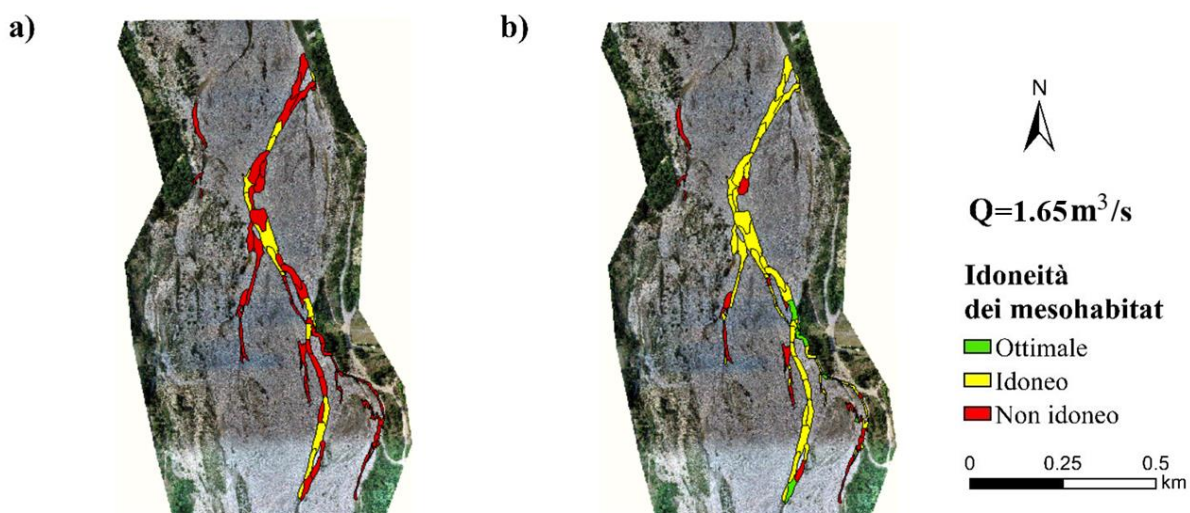 a)
b)
N
Q=1.65m³/s
Idoneità
dei mesohabitat
Ottimale
Idoneo
Non idoneo
0 0.25 0.5
km